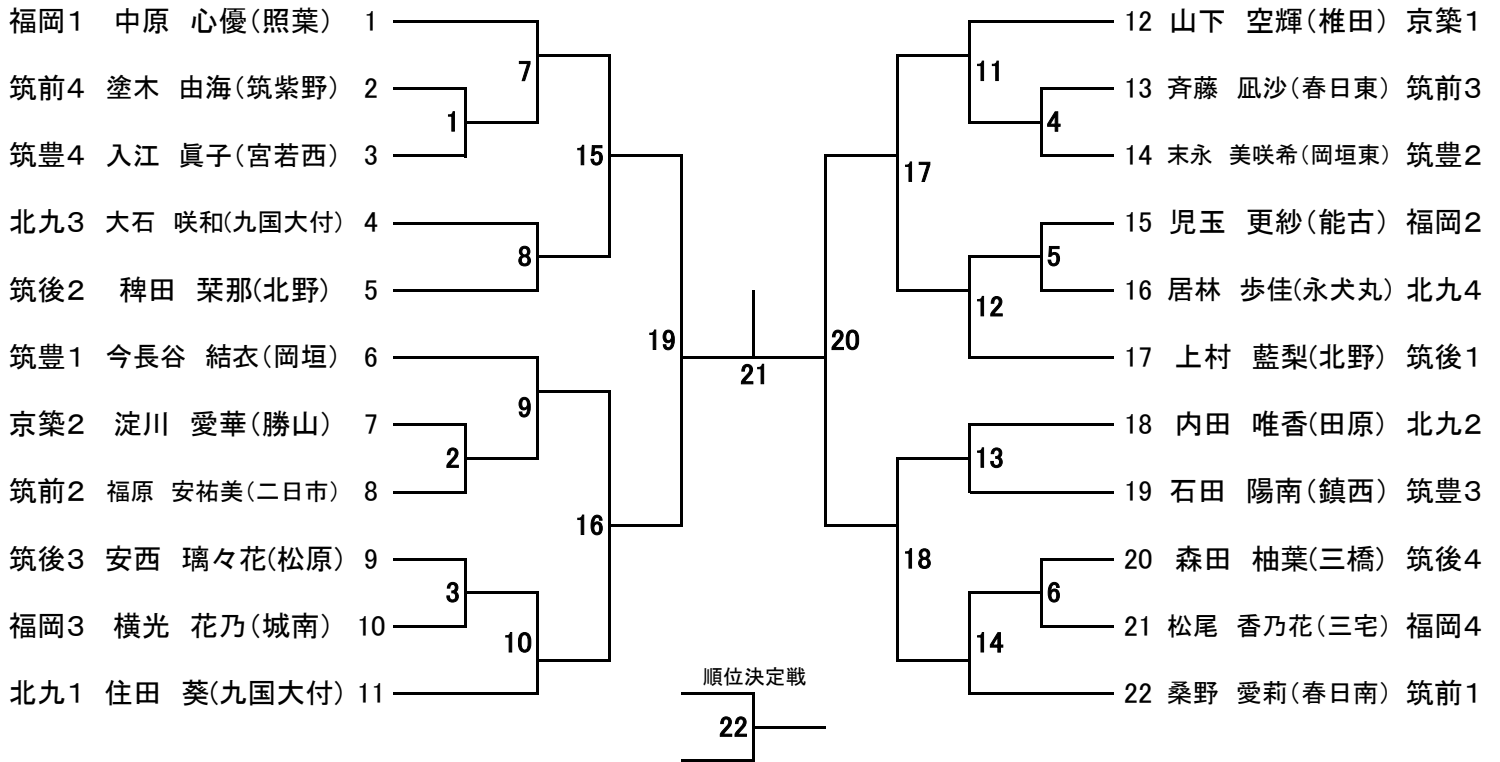 福岡1 中原 心優(照葉) 1
筑前4 塗木 由海(筑紫野) 2
筑豊4 入江 眞子(宮若西) 3
北九3 大石 咲和(九国大付) 4
筑後2 稗田 栞那(北野) 5
筑豊1 今長谷 結衣(岡垣) 6
京築2 淀川 愛華(勝山) 7
筑前2 福原 安祐美(二日市) 8
筑後3 安西 璃々花(松原) 9
福岡3 横光 花乃(城南) 10
北九1 住田 葵(九国大付) 11
7
1
15
8
19
9
2
16
3
10
21
順位決定戦
22
12 山下 空輝(椎田) 京築1
13 斉藤 凪沙(春日東) 筑前3
14 末永 美咲希(岡垣東) 筑豊2
15 児玉 更紗(能古) 福岡2
16 居林 歩佳(永犬丸) 北九4
17 上村 藍梨(北野) 筑後1
18 内田 唯香(田原) 北九2
19 石田 陽南(鎮西) 筑豊3
20 森田 柚葉(三橋) 筑後4
21 松尾 香乃花(三宅) 福岡4
22 桑野 愛莉(春日南) 筑前1
11
4
17
5
12
20
13
18
6
14